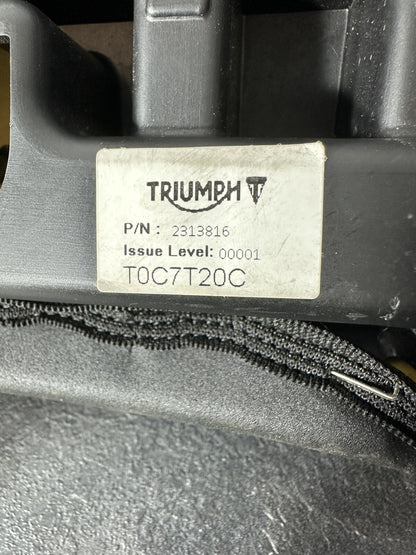 TRIUMPH T
P/N : 2313816
Issue Level: 00001
T0C7T20C